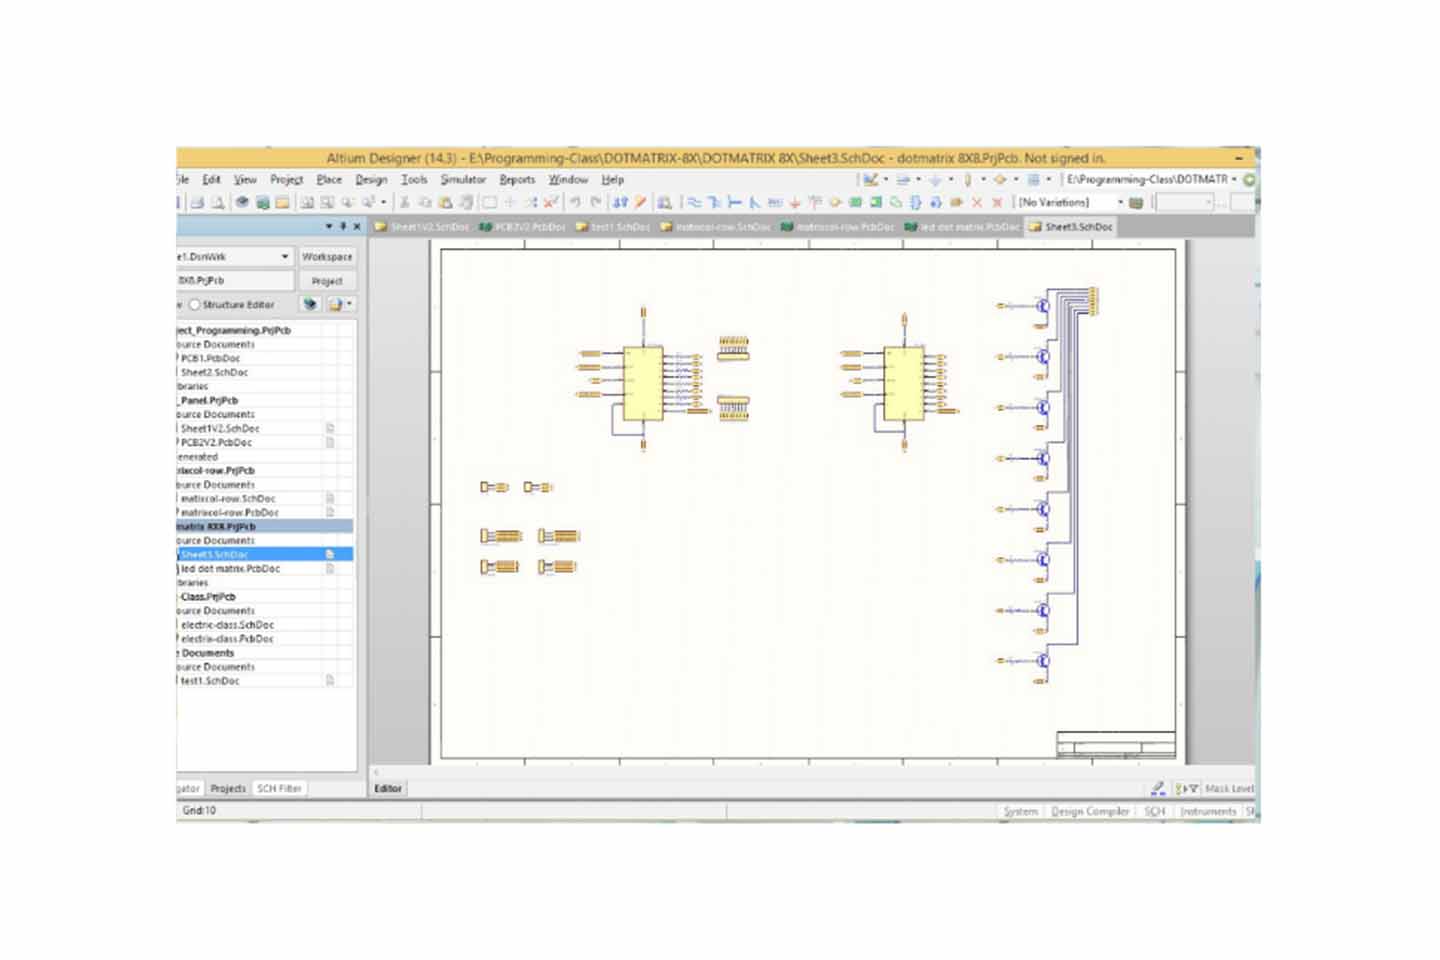 Altium Designer (14.3) - E:\Programming-Class\DOTMATRIX-8X\DOTMATRIX 8X\Sheet3.SchDoc - dotmatrix 8X8.PrjPcb. Not signed in.
ile Edit View Project Place Design Tools Simulator Reports Window Help E:\Programming-Class\DOTMATR
[No Variations]
Sheet1V2.SchDoc PCB2V2.PcbDoc test1.SchDoc matixcol-row.SchDoc matrixcol-row.PcbDoc led dot matrix.PcbDoc Sheet3.SchDoc
e1.DsnWrk Workspace
8X8.PrjPcb Project
w Structure Editor
ject_Programming.PrjPcb
ource Documents
PCB1.PcbDoc
Sheet2.SchDoc
braries
_Panel.PrjPcb
ource Documents
Sheet1V2.SchDoc
PCB2V2.PcbDoc
enerated
rixcol-row.PrjPcb
ource Documents
matixcol-row.SchDoc
matrixcol-row.PcbDoc
matrix 8X8.PrjPcb
ource Documents
Sheet3.SchDoc
led dot matrix.PcbDoc
braries
-Class.PrjPcb
ource Documents
electric-class.SchDoc
electric-class.PcbDoc
e Documents
ource Documents
test1.SchDoc
gator Projects SCH Filter Editor Mask Level
Grid:10 System Design Compiler SCH Instruments